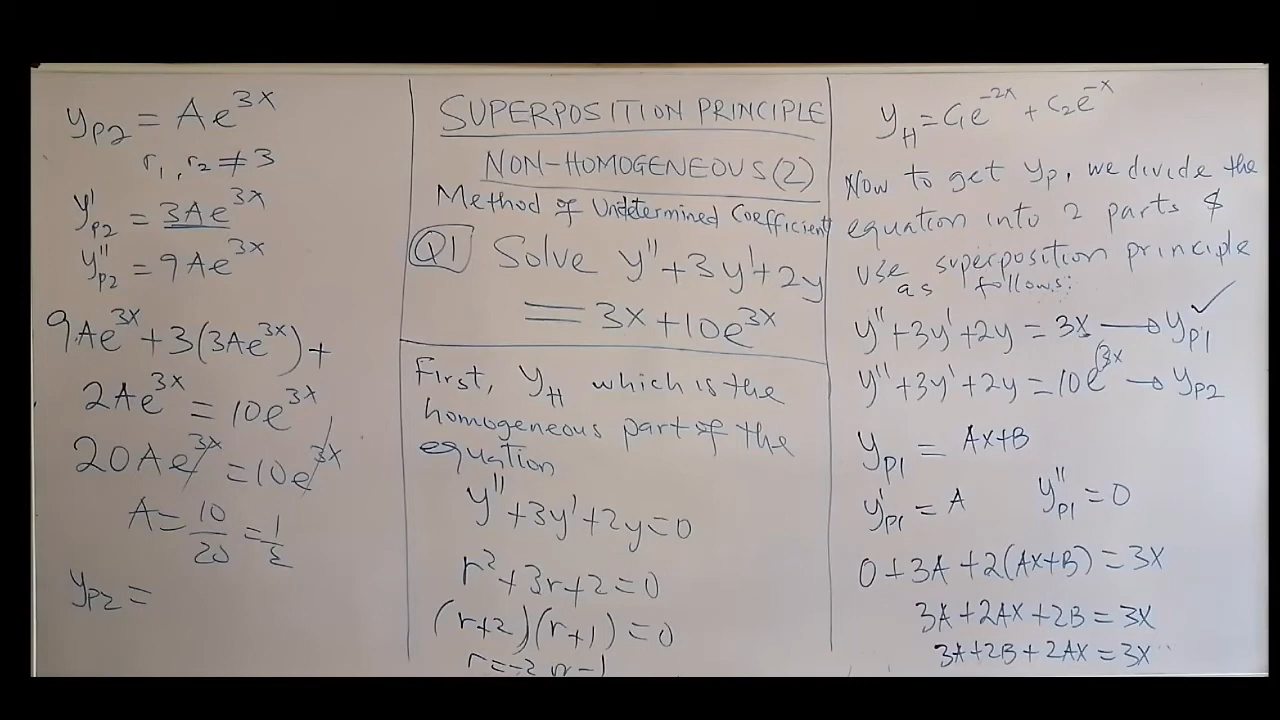 y_P2 = Ae^3x
r₁, r₂ ≠ 3
y'_P2 = 3Ae^3x
y''_P2 = 9Ae^3x
9Ae^3x + 3(3Ae^3x) +
2Ae^3x = 10e^3x
20Ae^3x = 10e^3x
A = 10/20 = 1/2
y_P2 =
SUPERPOSITION PRINCIPLE
NON-HOMOGENEOUS (2)
Method of Undetermined Coefficient
Q1 Solve y'' + 3y' + 2y
= 3x + 10e^3x
First, y_H which is the
homogeneous part of the
equation
y'' + 3y' + 2y = 0
r² + 3r + 2 = 0
(r+2)(r+1) = 0
r = -2, r = -1
y_H = C₁e^-2x + C₂e^-x
Now to get y_P, we divide the
equation into 2 parts &
use superposition principle
as follows:
y'' + 3y' + 2y = 3x → y_P1 ✓
y'' + 3y' + 2y = 10e^3x → y_P2
y_P1 = Ax+B
y'_P1 = A y''_P1 = 0
0 + 3A + 2(Ax+B) = 3x
3A + 2Ax + 2B = 3x
3A + 2B + 2Ax = 3x